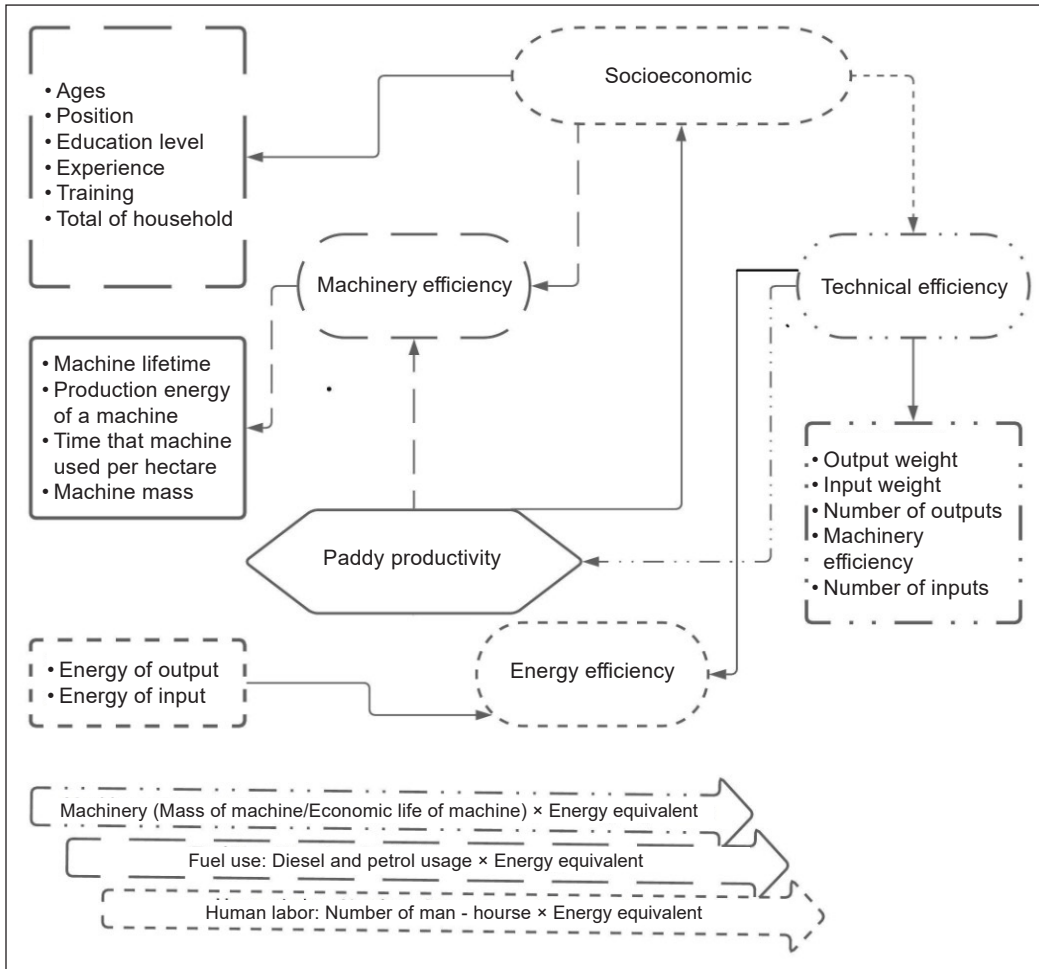 Socioeconomic
• Ages
• Position
• Education level
• Experience
• Training
• Total of household
Machinery efficiency
Technical efficiency
• Machine lifetime
• Production energy
of a machine
• Time that machine
used per hectare
• Machine mass
• Output weight
• Input weight
• Number of outputs
• Machinery
efficiency
• Number of inputs
Paddy productivity
• Energy of output
• Energy of input
Energy efficiency
Machinery (Mass of machine/Economic life of machine) × Energy equivalent
Fuel use: Diesel and petrol usage × Energy equivalent
Human labor: Number of man - hourse × Energy equivalent